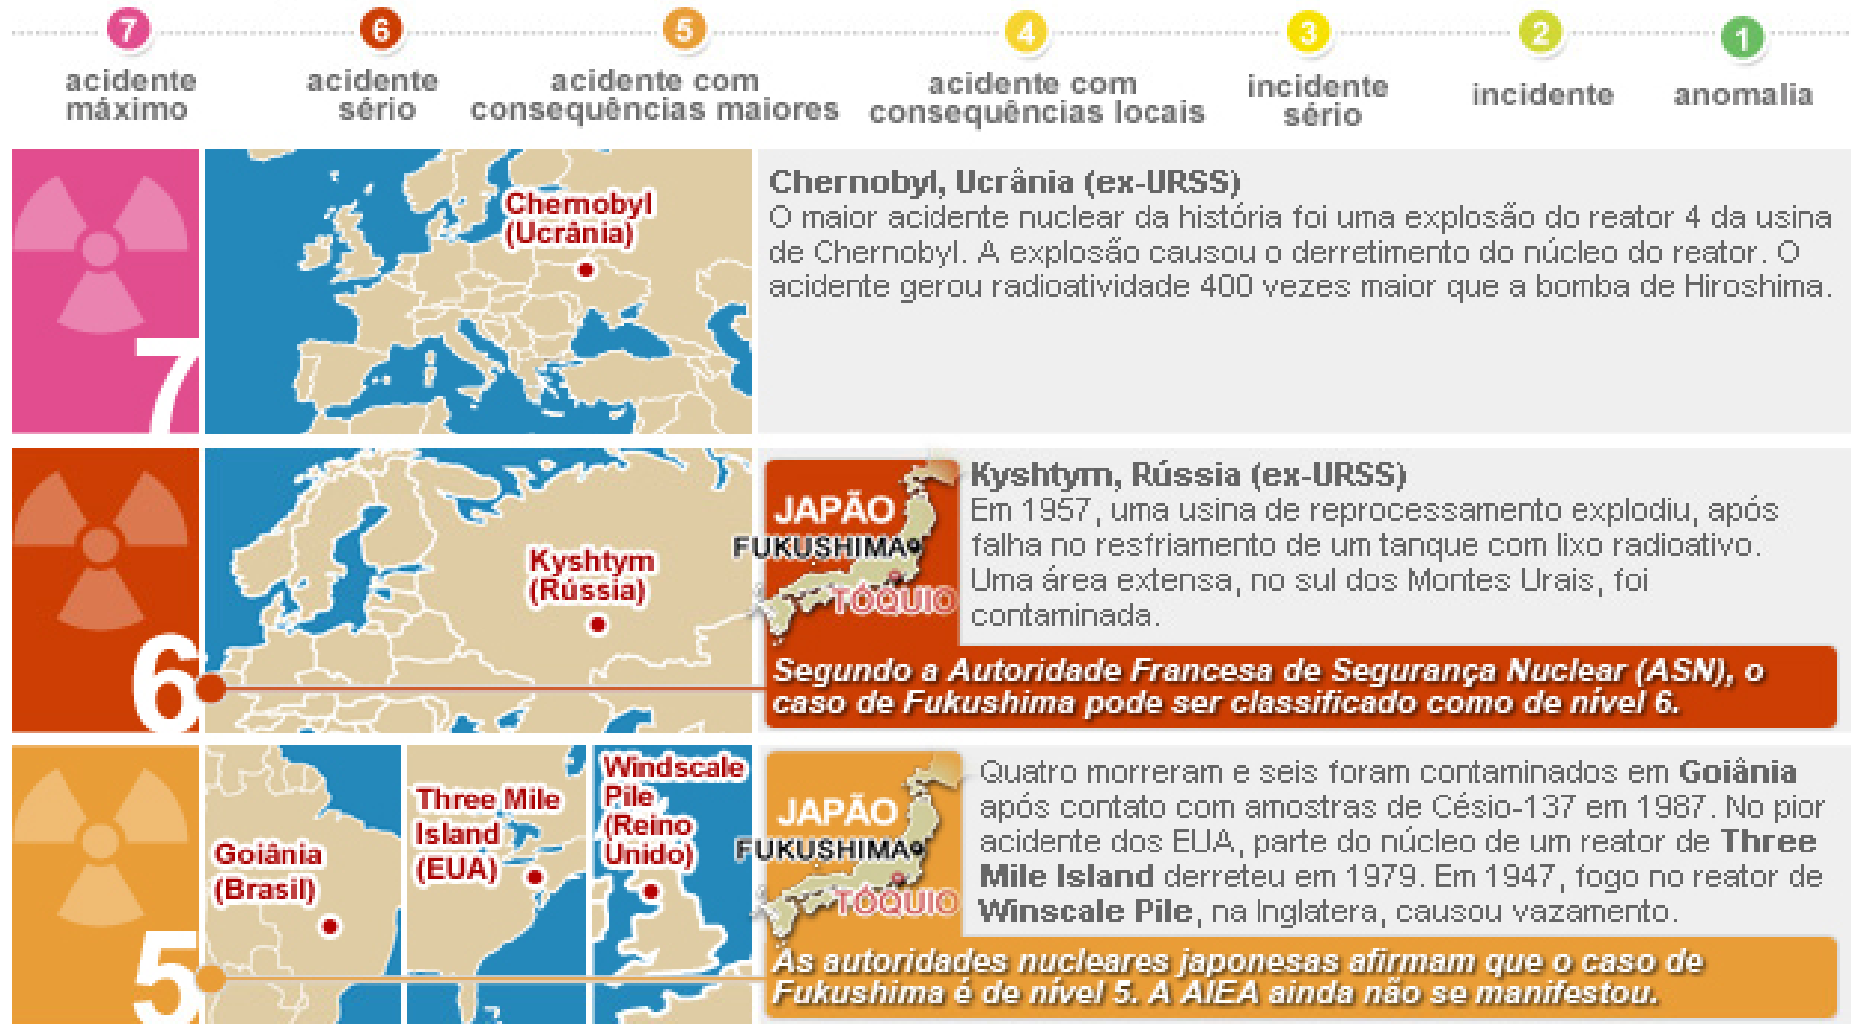 7 6 5 4 3 2 1
acidente
máximo
acidente
sério
acidente com
consequências maiores
acidente com
consequências locais
incidente
sério
incidente
anomalia
7
Chernobyl
(Ucrânia)
Chernobyl, Ucrânia (ex-URSS)
O maior acidente nuclear da história foi uma explosão do reator 4 da usina
de Chernobyl. A explosão causou o derretimento do núcleo do reator. O
acidente gerou radioatividade 400 vezes maior que a bomba de Hiroshima.
6
Kyshtym
(Rússia)
JAPÃO
FUKUSHIMA
TÓQUIO
Kyshtym, Rússia (ex-URSS)
Em 1957, uma usina de reprocessamento explodiu, após
falha no resfriamento de um tanque com lixo radioativo.
Uma área extensa, no sul dos Montes Urais, foi
contaminada.
Segundo a Autoridade Francesa de Segurança Nuclear (ASN), o
caso de Fukushima pode ser classificado como de nível 6.
5
Goiânia
(Brasil)
Three Mile
Island
(EUA)
Windscale
Pile
(Reino
Unido)
JAPÃO
FUKUSHIMA
TÓQUIO
Quatro morreram e seis foram contaminados em Goiânia
após contato com amostras de Césio-137 em 1987. No pior
acidente dos EUA, parte do núcleo de um reator de Three
Mile Island derreteu em 1979. Em 1947, fogo no reator de
Winscale Pile, na Inglatera, causou vazamento.
As autoridades nucleares japonesas afirmam que o caso de
Fukushima é de nível 5. A AIEA ainda não se manifestou.